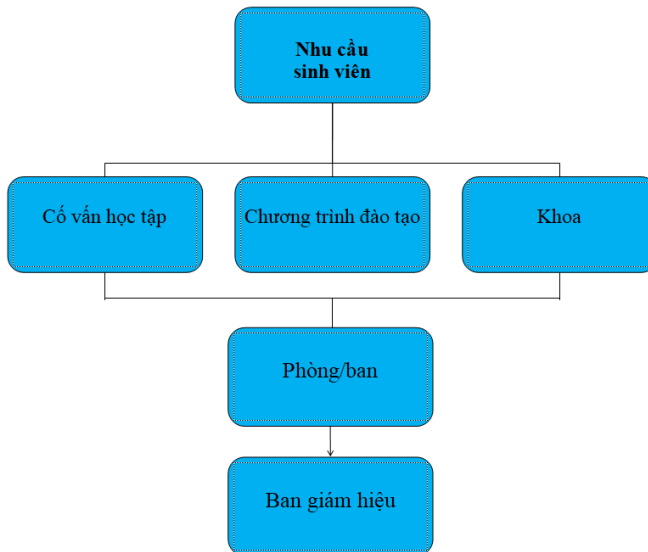 Nhu cầu
sinh viên
Cố vấn học tập
Chương trình đào tạo
Khoa
Phòng/ban
Ban giám hiệu